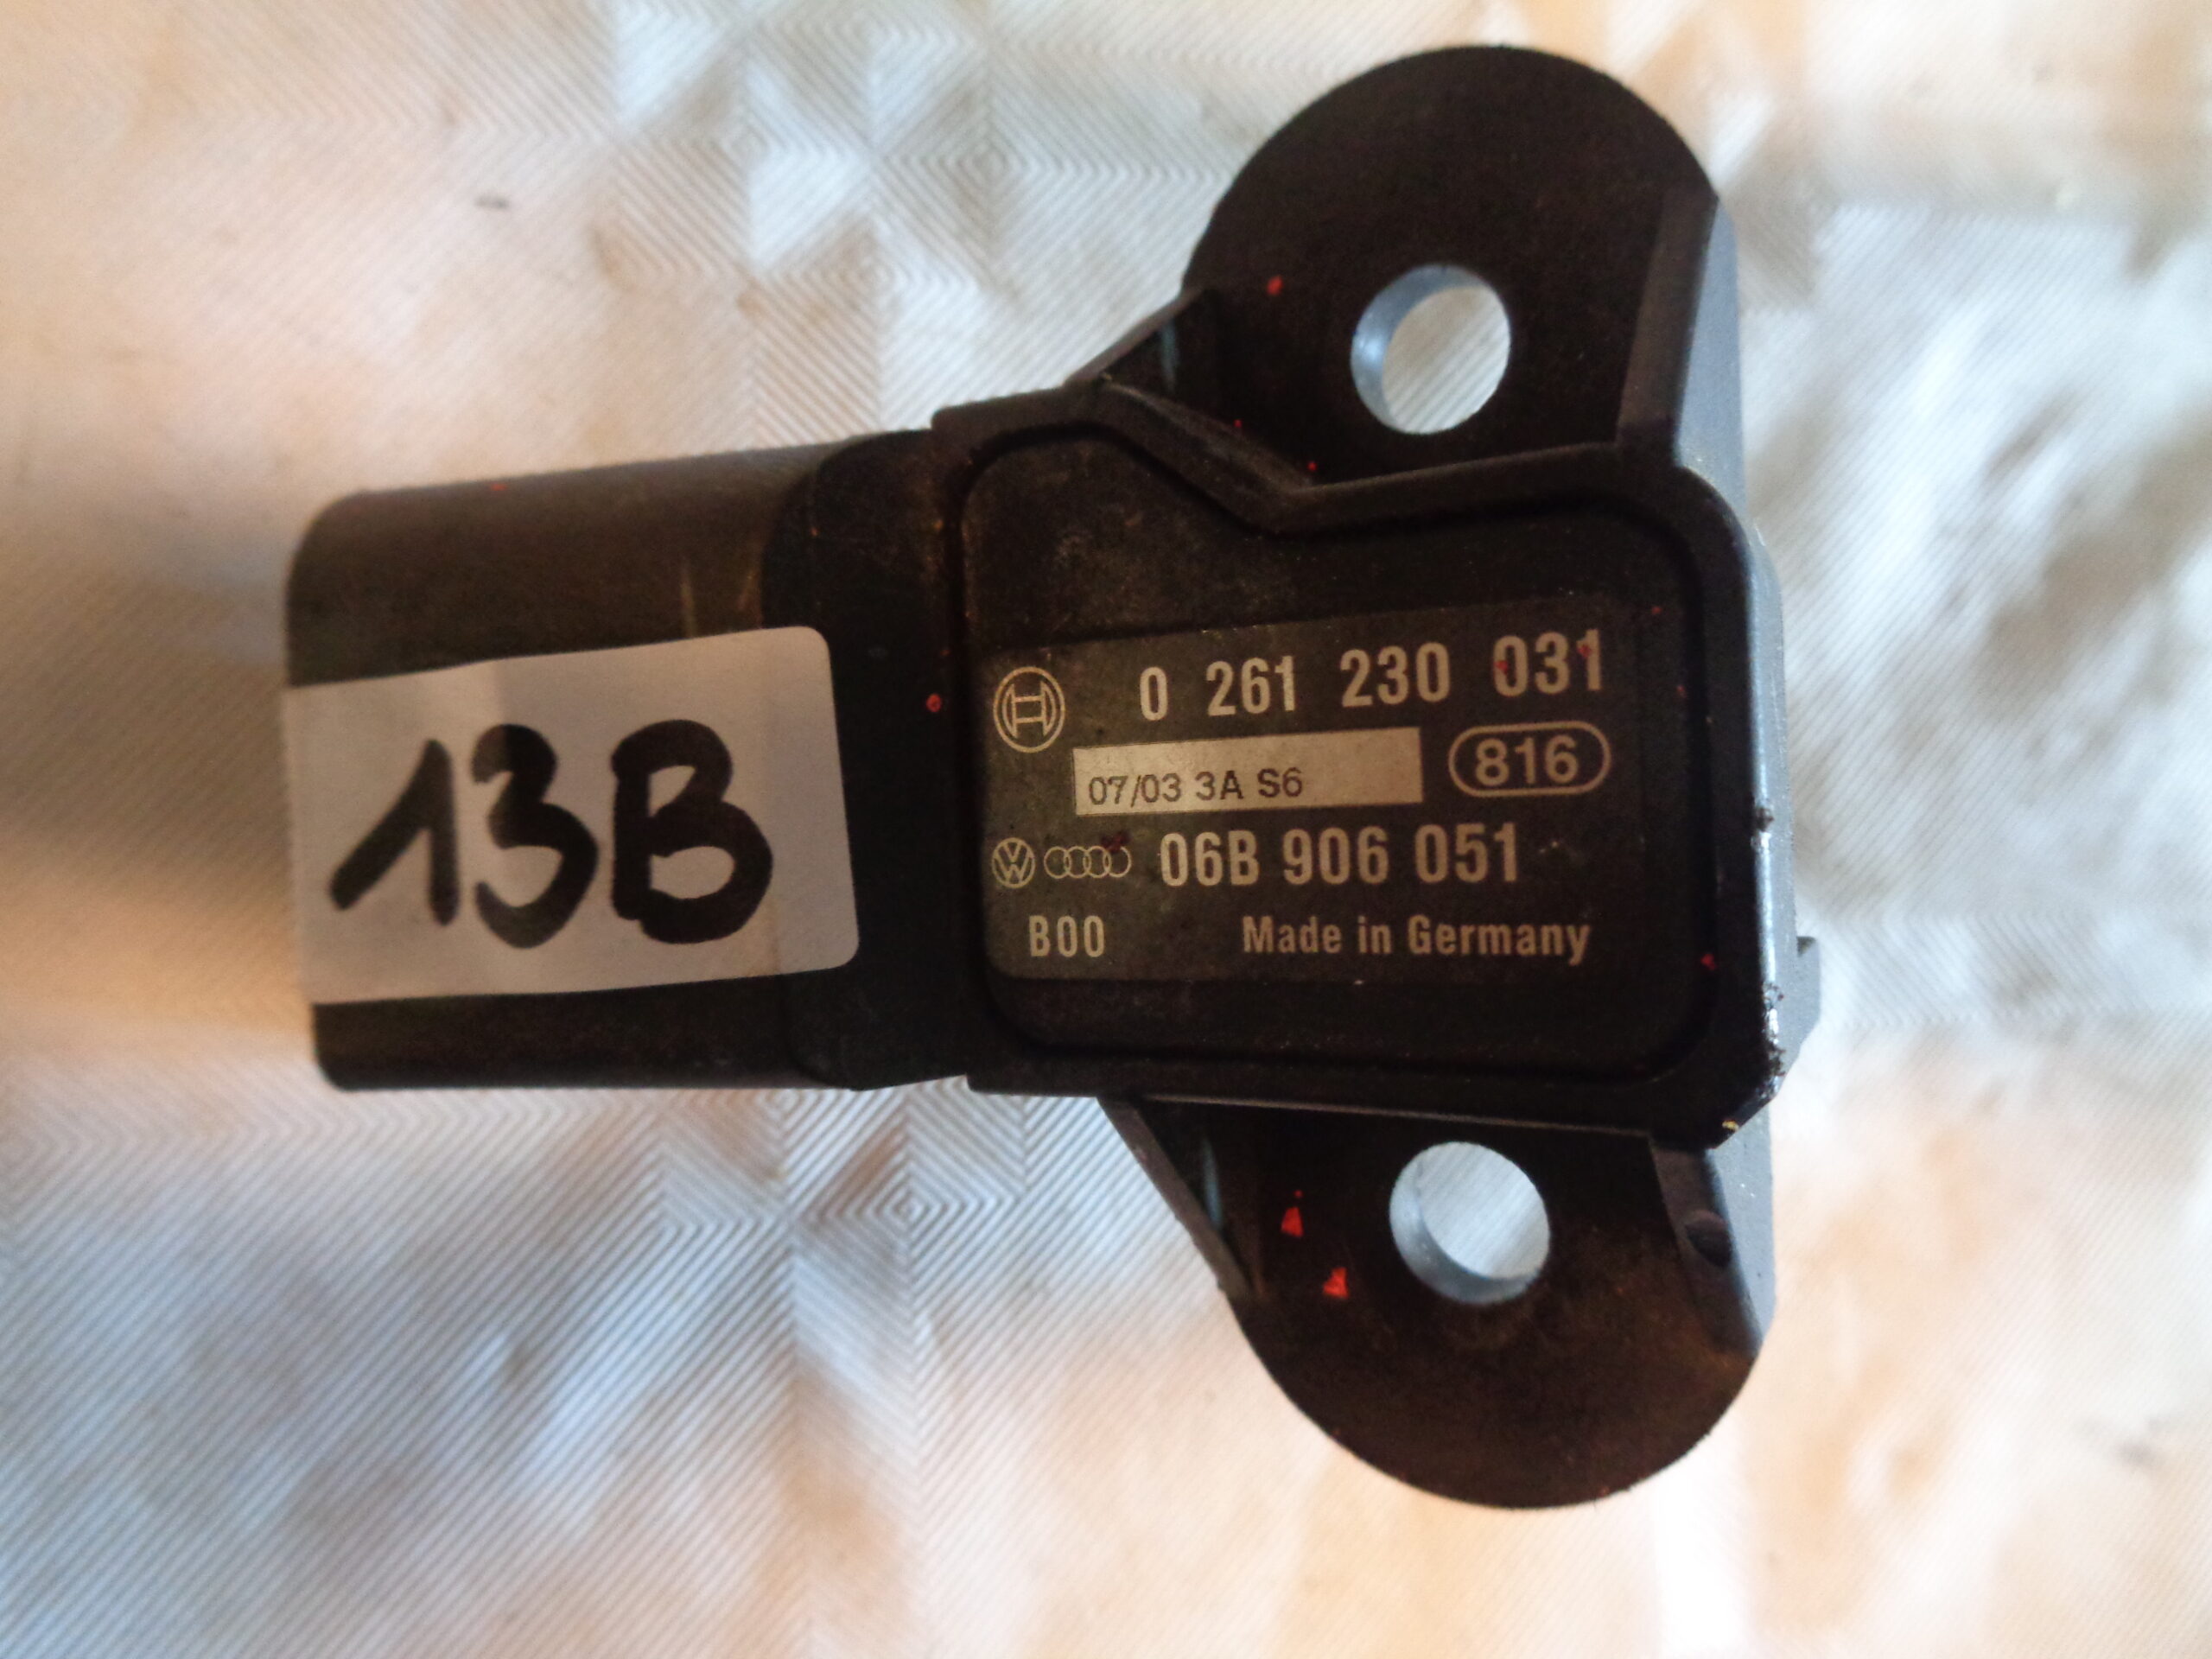 13B
0 261 230 031
07/03 3A S6
816
06B 906 051
B00 Made in Germany